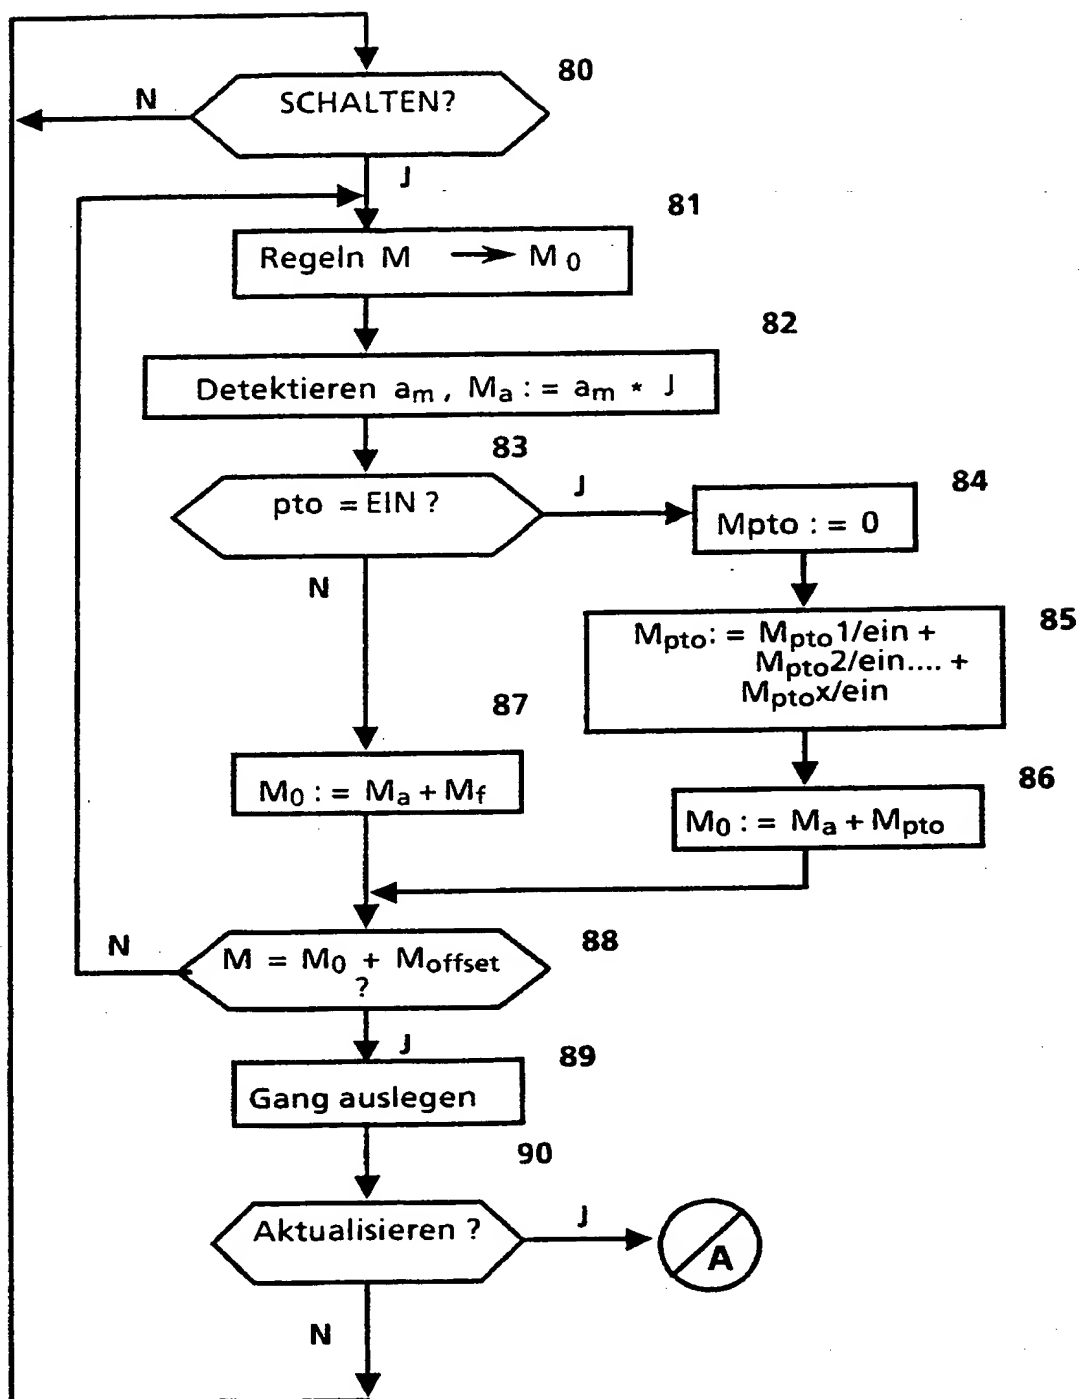 80
SCHALTEN?
N
J
81
Regeln M → M₀
82
Detektieren aₘ, Mₐ : = aₘ * J
83
pto = EIN ?
J
84
Mpto : = 0
N
85
Mpto: = Mpto1/ein +
Mpto2/ein.... +
Mptox/ein
87
M₀ : = Mₐ + Mf
86
M₀ : = Mₐ + Mpto
88
N
M = M₀ + Moffset
?
J
89
Gang auslegen
90
Aktualisieren ?
J
A
N